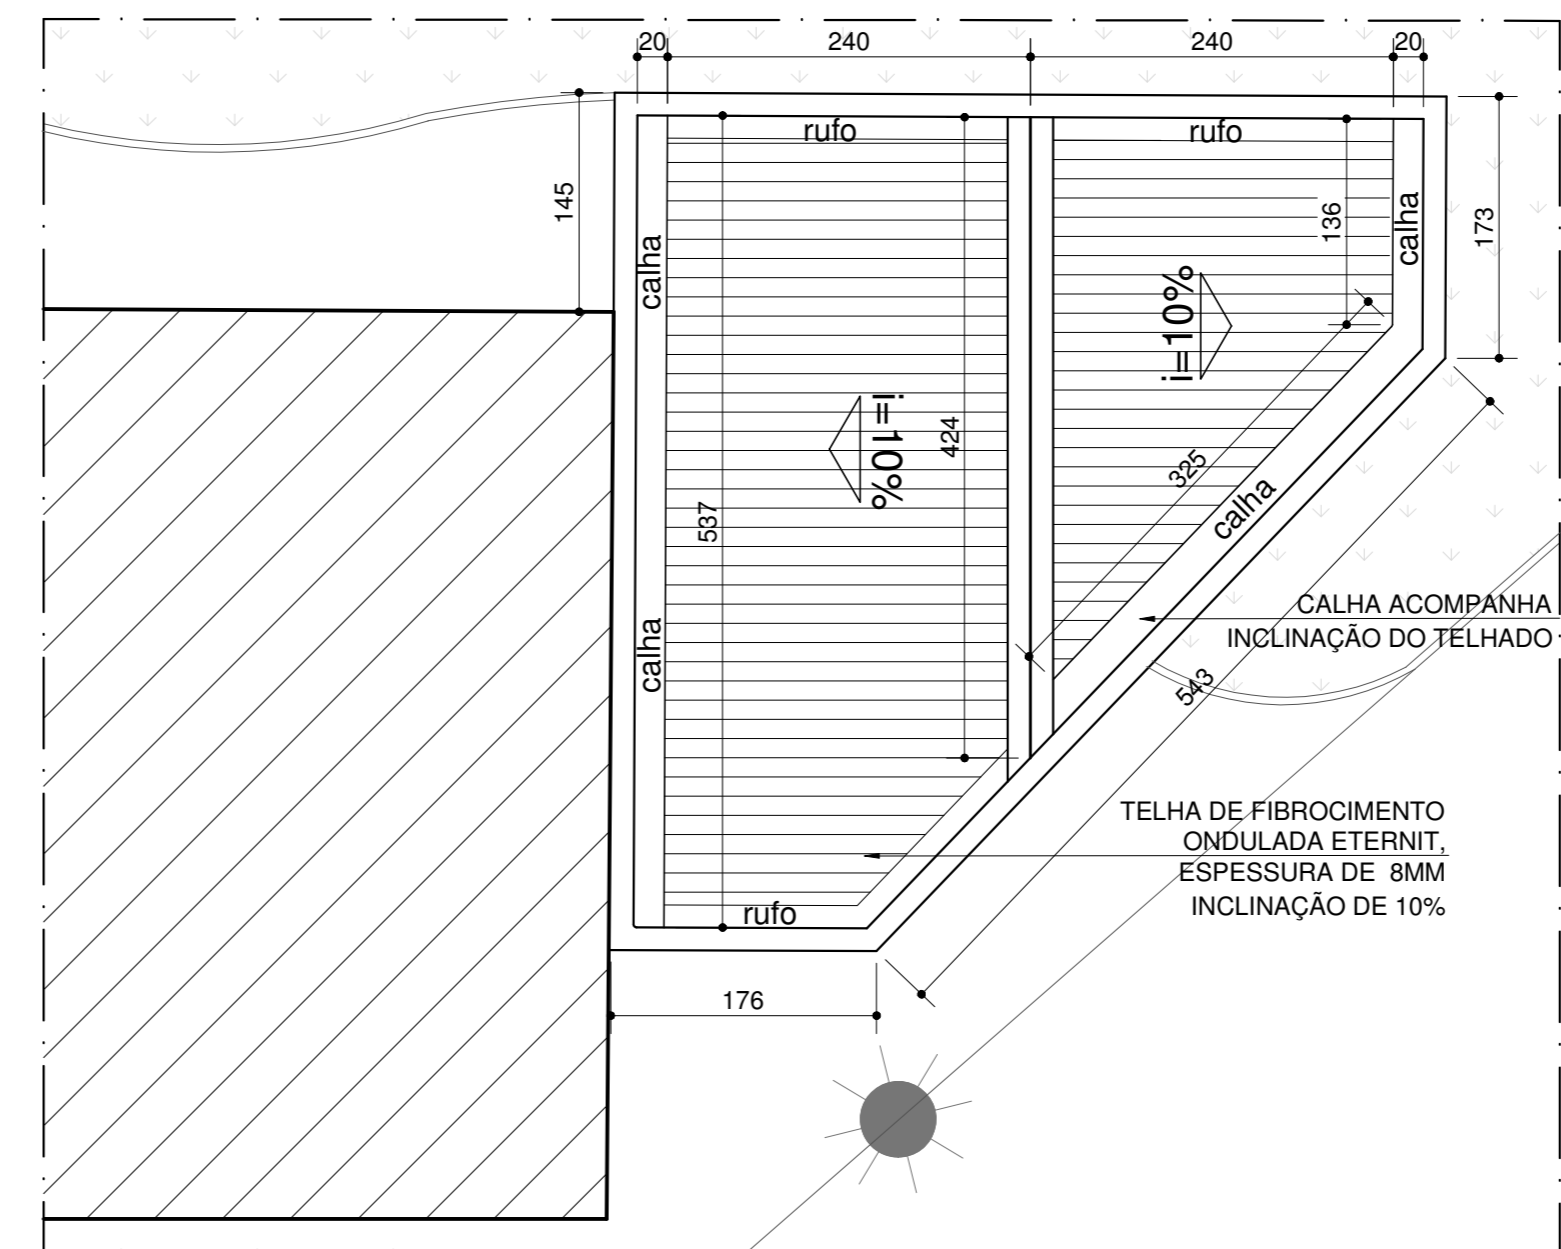 20
240
240
20
rufo
rufo
145
calha
136
calha
173
i=10%
i=10%
424
537
325
calha
calha
CALHA ACOMPANHA
INCLINAÇÃO DO TELHADO
543
TELHA DE FIBROCIMENTO
ONDULADA ETERNIT,
ESPESSURA DE 8MM
INCLINAÇÃO DE 10%
rufo
176